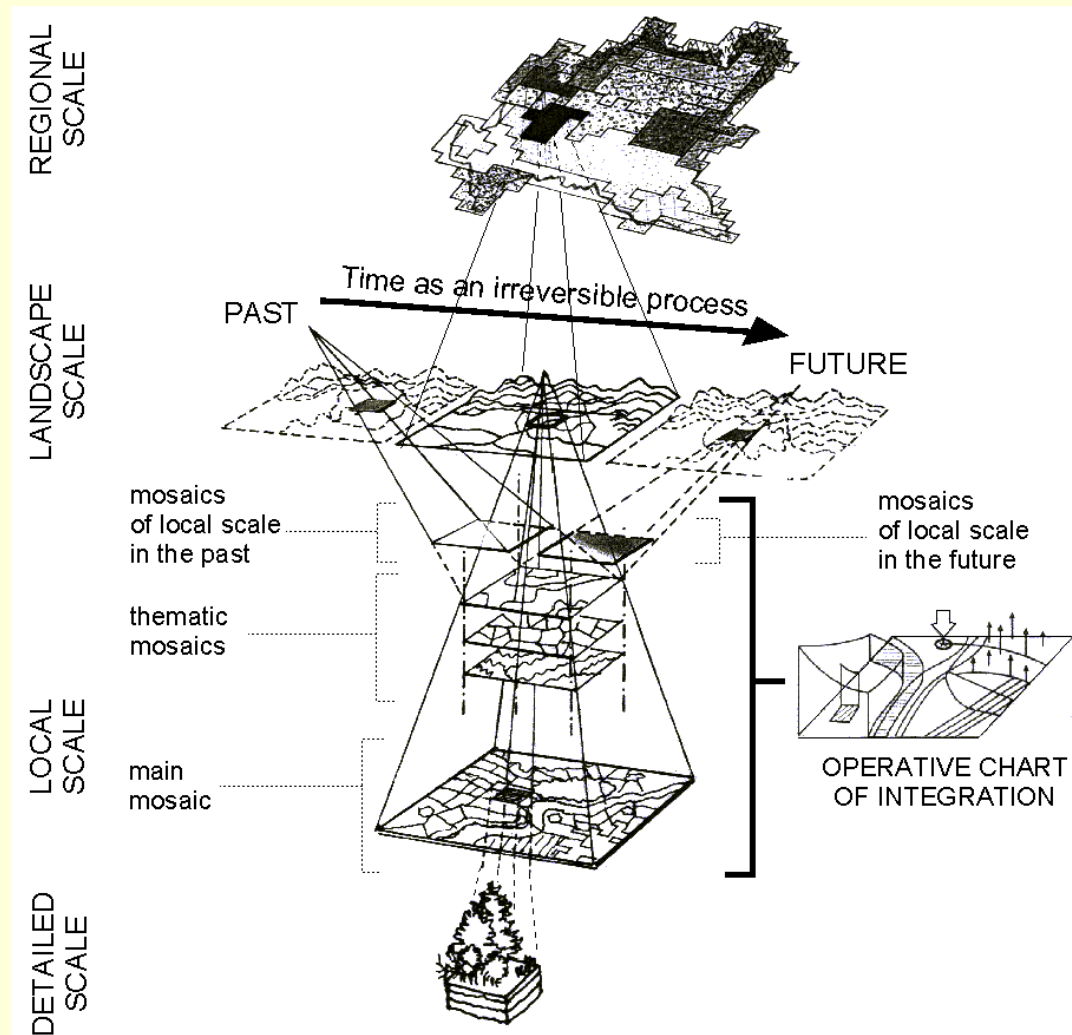 REGIONAL
SCALE
Time as an irreversible process
PAST
FUTURE
LANDSCAPE
SCALE
mosaics
of local scale
in the past
mosaics
of local scale
in the future
thematic
mosaics
LOCAL
SCALE
main
mosaic
OPERATIVE CHART
OF INTEGRATION
DETAILED
SCALE